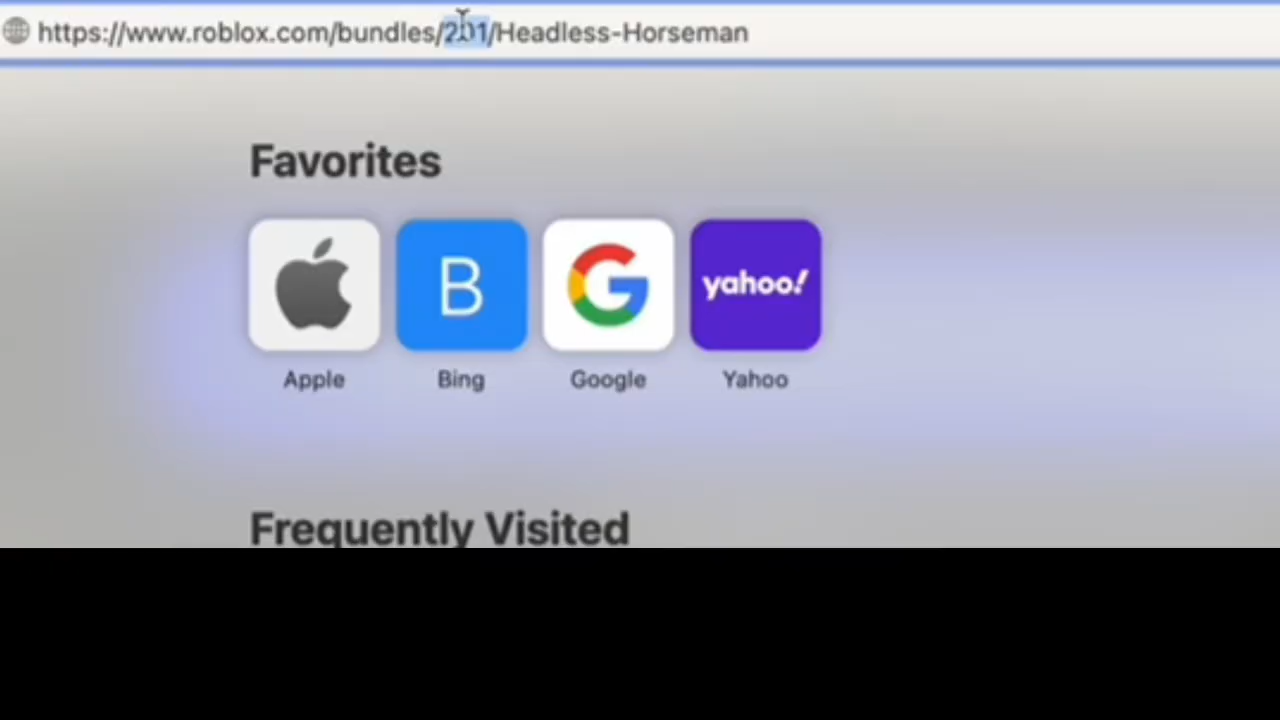 https://www.roblox.com/bundles/201/Headless-Horseman
Favorites
B
G
yahoo!
Apple
Bing
Google
Yahoo
Frequently Visited